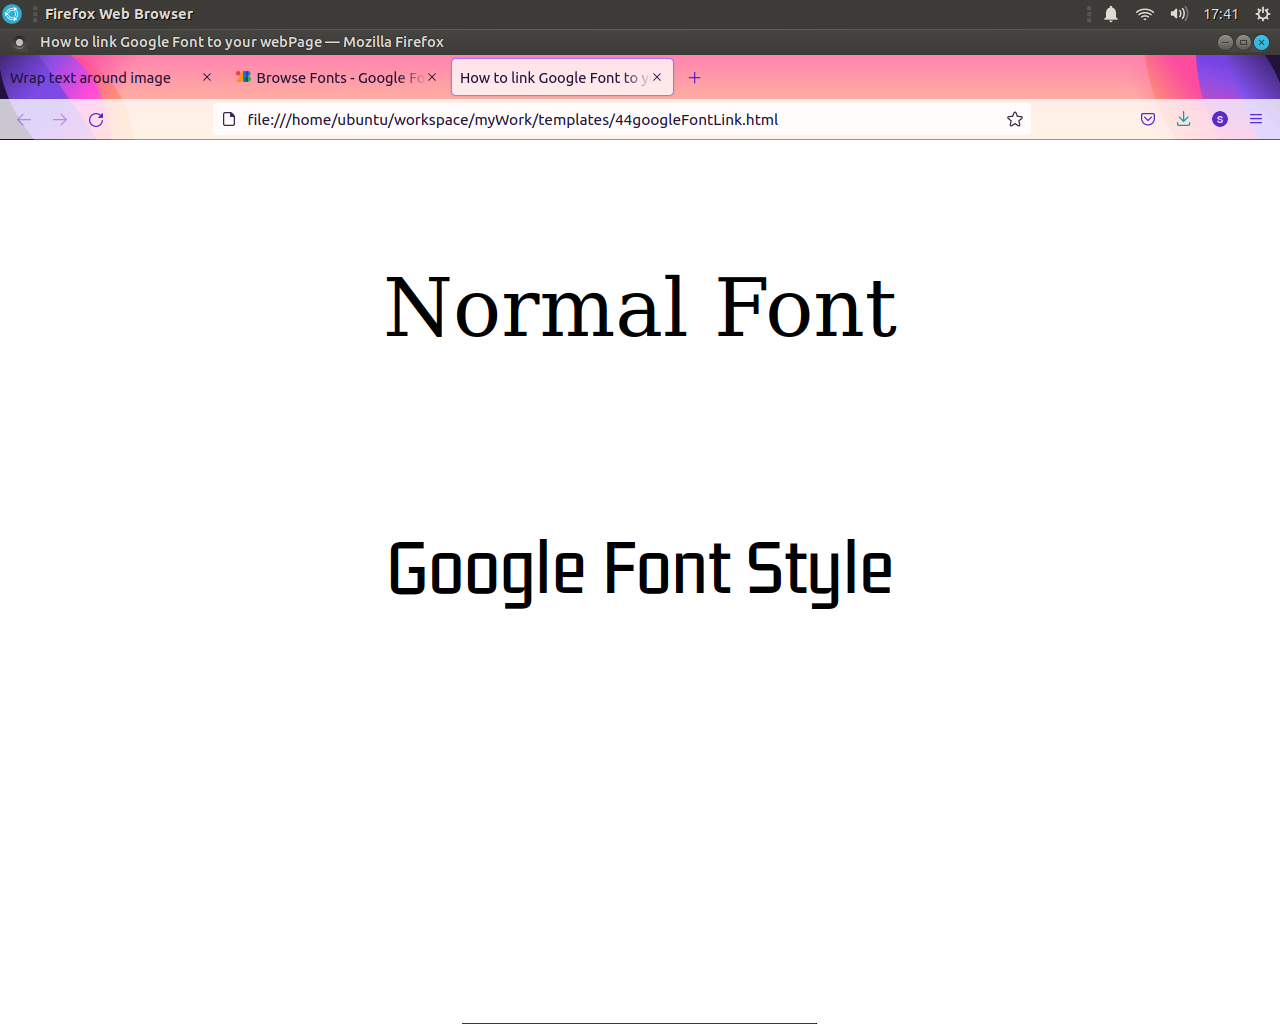 Firefox Web Browser
17:41
How to link Google Font to your webPage — Mozilla Firefox
Wrap text around image
Browse Fonts - Google Fo
How to link Google Font to y
file:///home/ubuntu/workspace/myWork/templates/44googleFontLink.html
S
Normal Font
Google Font Style